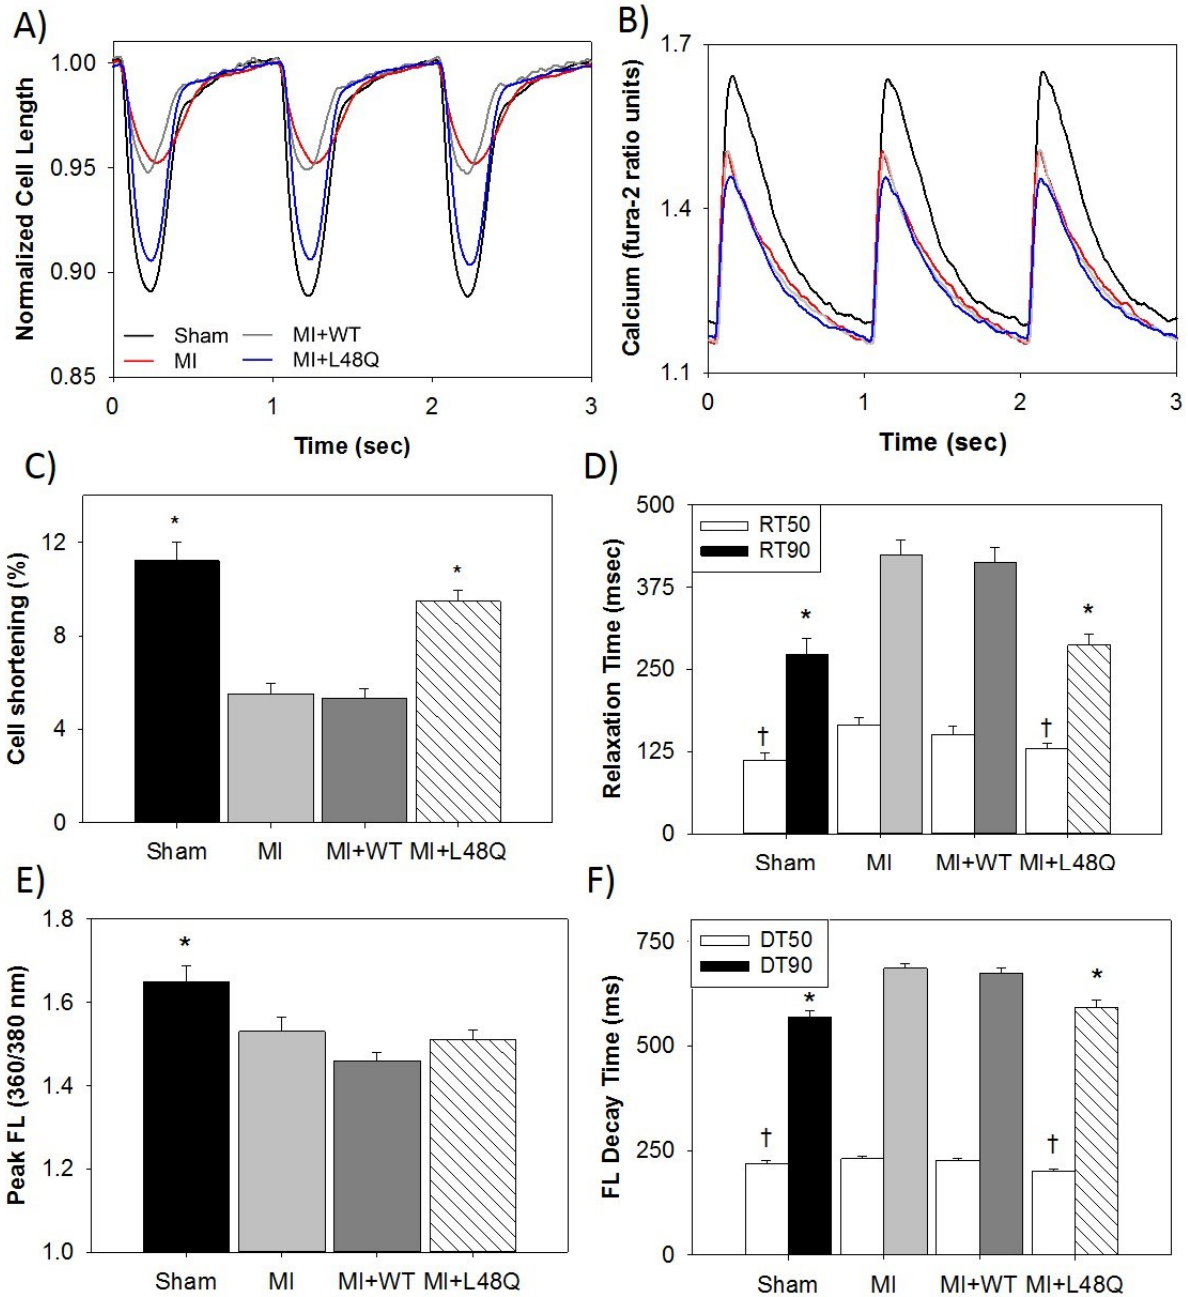 A)
Normalized Cell Length
1.00
0.95
0.90
0.85
Sham
MI
MI+WT
MI+L48Q
0
1
2
3
Time (sec)
B)
Calcium (fura-2 ratio units)
1.7
1.4
1.1
0
1
2
3
Time (sec)
C)
Cell shortening (%)
12
8
4
0
*
*
Sham
MI
MI+WT
MI+L48Q
D)
Relaxation Time (msec)
500
375
250
125
0
RT50
RT90
†
*
†
*
Sham
MI
MI+WT
MI+L48Q
E)
Peak FL (360/380 nm)
1.8
1.6
1.4
1.2
1.0
*
Sham
MI
MI+WT
MI+L48Q
F)
FL Decay Time (ms)
750
500
250
0
DT50
DT90
†
*
†
*
Sham
MI
MI+WT
MI+L48Q